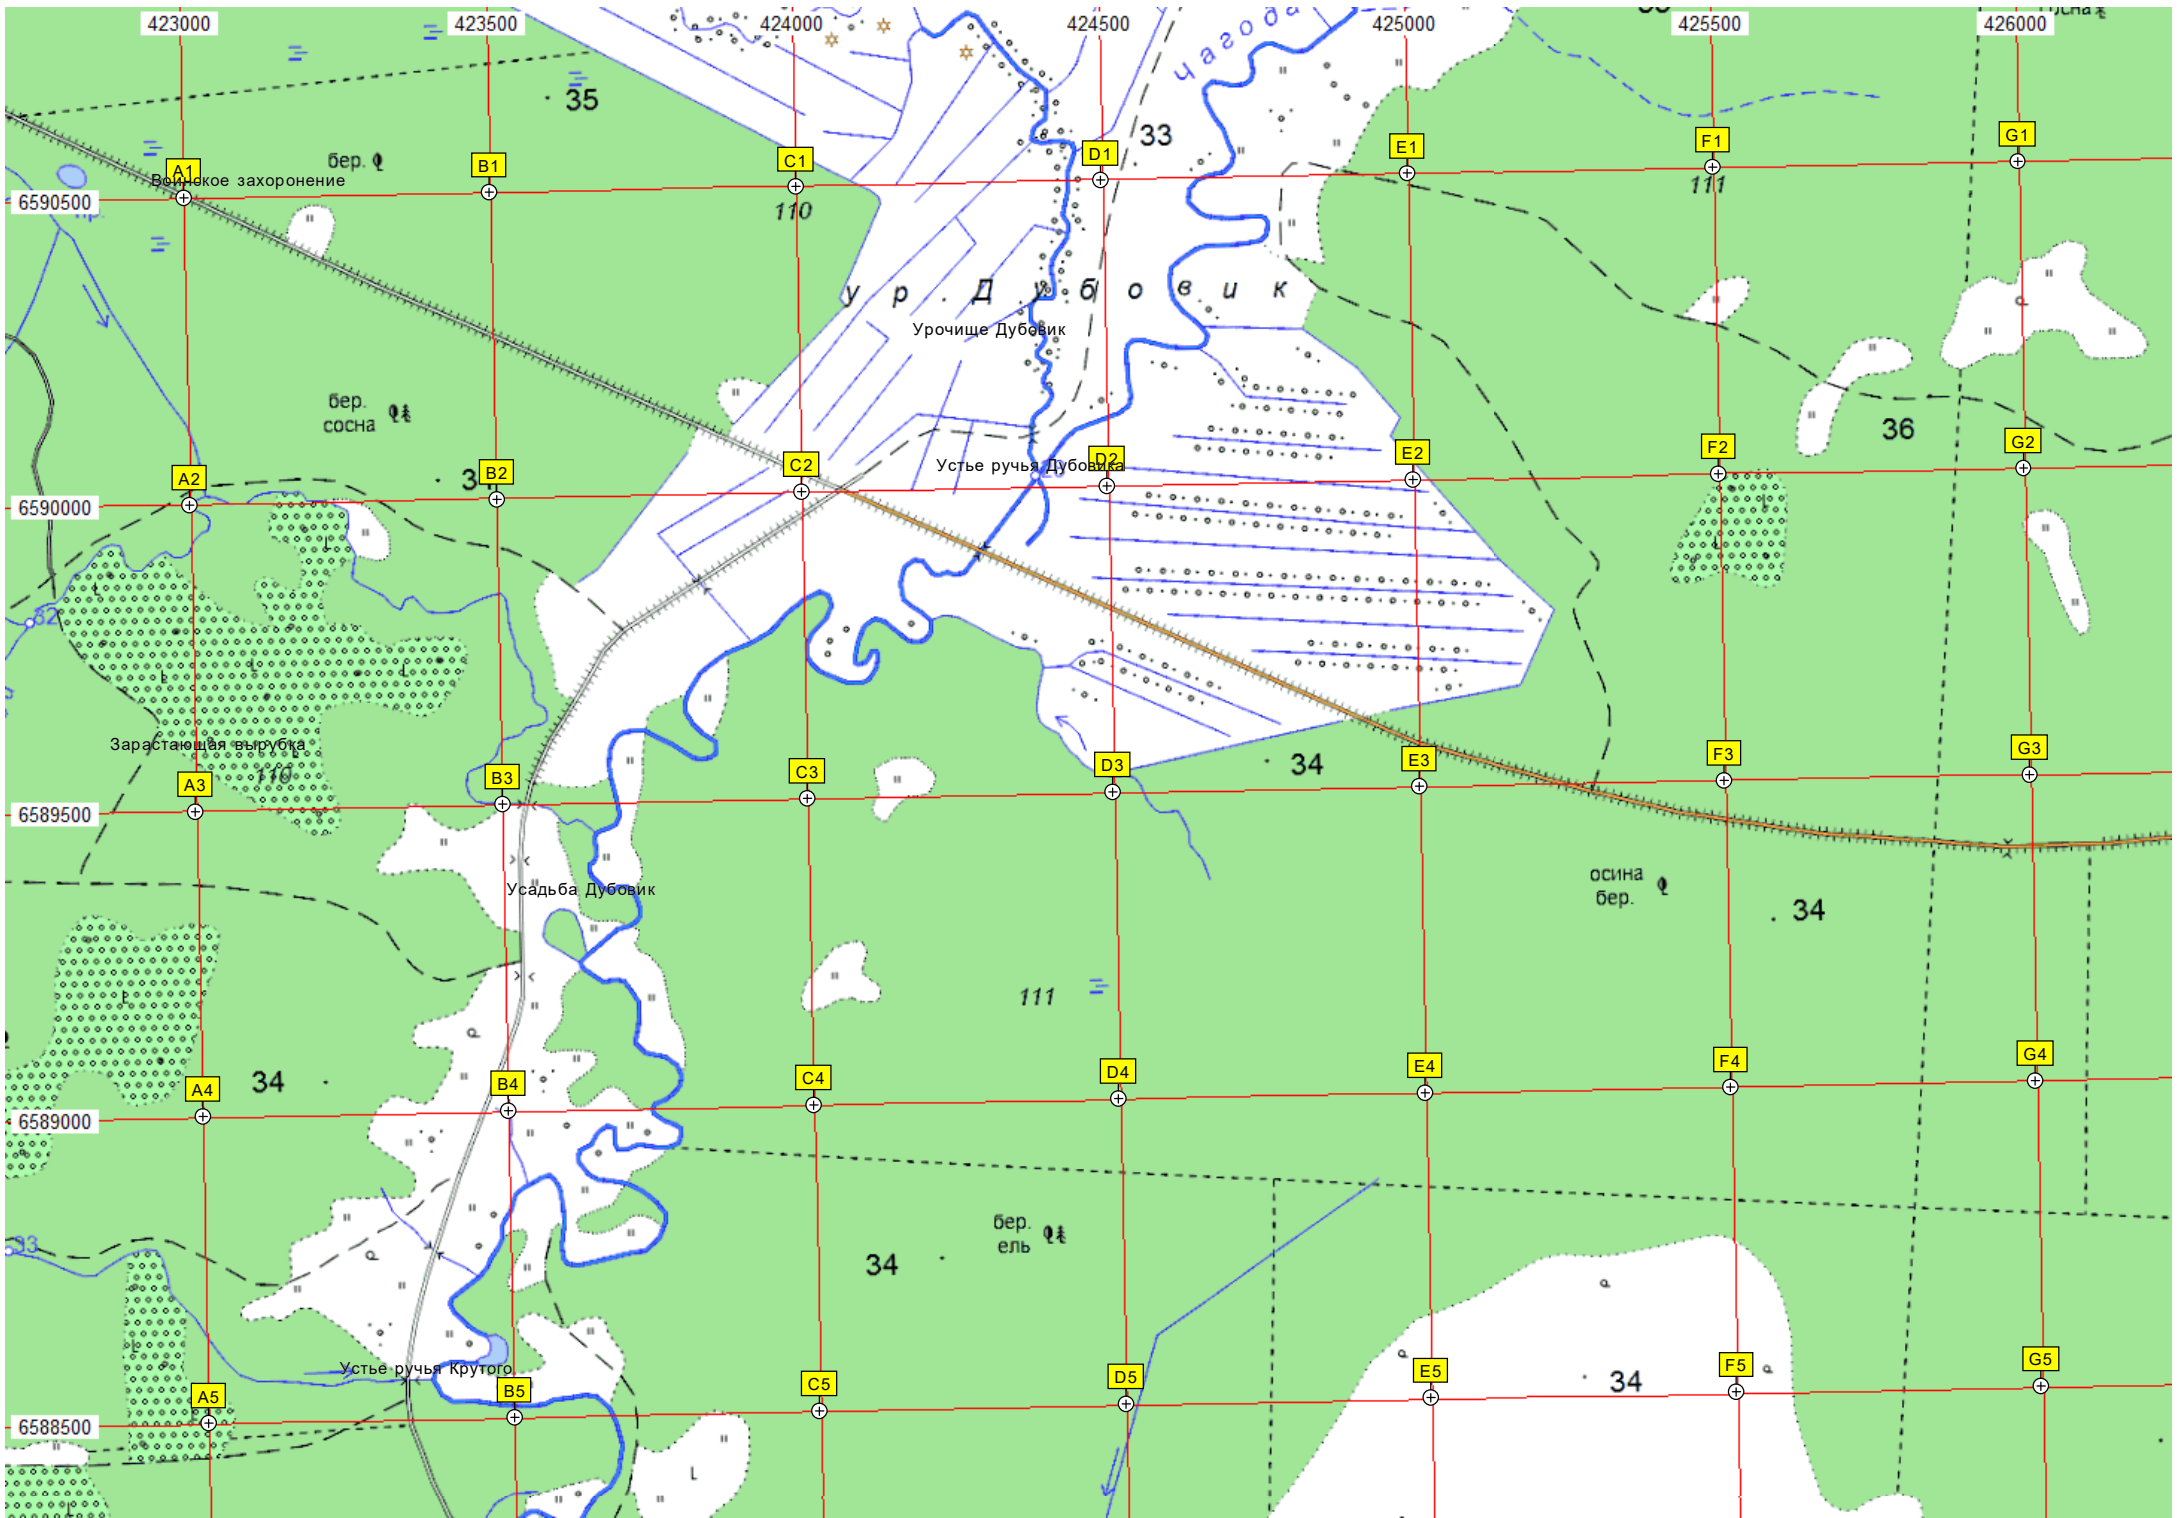 423000 423500 424000 424500 425000 425500 426000
Чагода
35
33
бер.
A1 B1 C1 D1 E1 F1 G1
Воинское захоронение
6590500
110
111
ур. Дубовик
Урочище Дубовик
бер.
сосна
36
A2 B2 C2 D2 E2 F2 G2
Устье ручья Дубовика
6590000
32
Зарастающая вырубка
110
34
A3 B3 C3 D3 E3 F3 G3
6589500
осина
бер.
Усадьба Дубовик
34
111
34
A4 B4 C4 D4 E4 F4 G4
6589000
бер.
ель
33
34
Устье ручья Крутого
34
A5 B5 C5 D5 E5 F5 G5
6588500